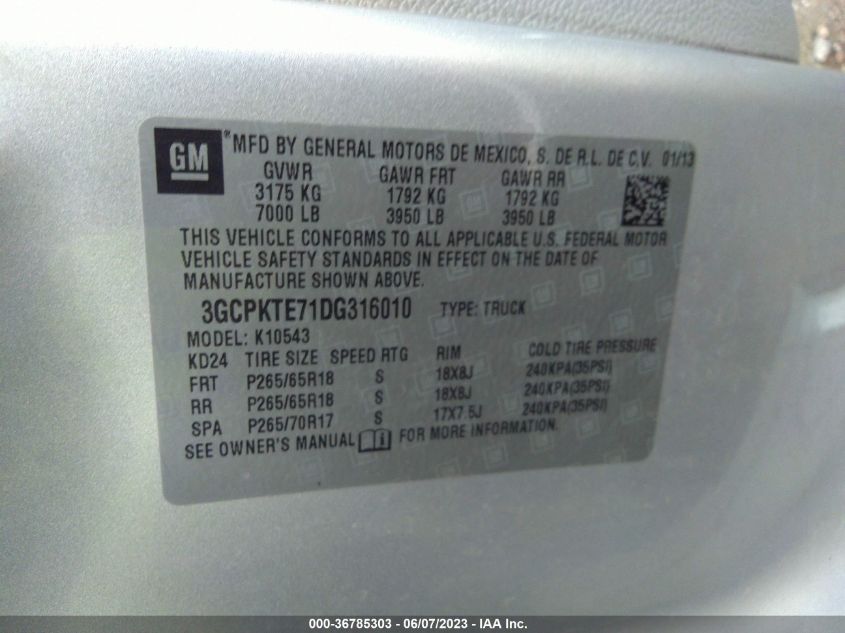 GM
® MFD BY GENERAL MOTORS DE MEXICO, S. DE R.L. DE C.V. 01/13
GVWR GAWR FRT GAWR RR
3175 KG 1792 KG 1792 KG
7000 LB 3950 LB 3950 LB
THIS VEHICLE CONFORMS TO ALL APPLICABLE U.S. FEDERAL MOTOR
VEHICLE SAFETY STANDARDS IN EFFECT ON THE DATE OF
MANUFACTURE SHOWN ABOVE.
3GCPKTE71DG316010 TYPE: TRUCK
MODEL: K10543
KD24 TIRE SIZE SPEED RTG RIM COLD TIRE PRESSURE
FRT P265/65R18 S 18X8J 240KPA(35PSI)
RR P265/65R18 S 18X8J 240KPA(35PSI)
SPA P265/70R17 S 17X7.5J 240KPA(35PSI)
SEE OWNER'S MANUAL FOR MORE INFORMATION.
000-36785303 - 06/07/2023 - IAA Inc.